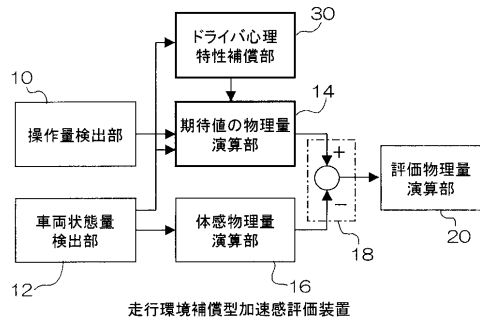 30
ドライバ心理
特性補償部
10
14
操作量検出部
期待値の物理量
演算部
+
評価物理量
演算部
車両状態量
検出部
体感物理量
演算部
−
18
20
12
16
走行環境補償型加速感評価装置